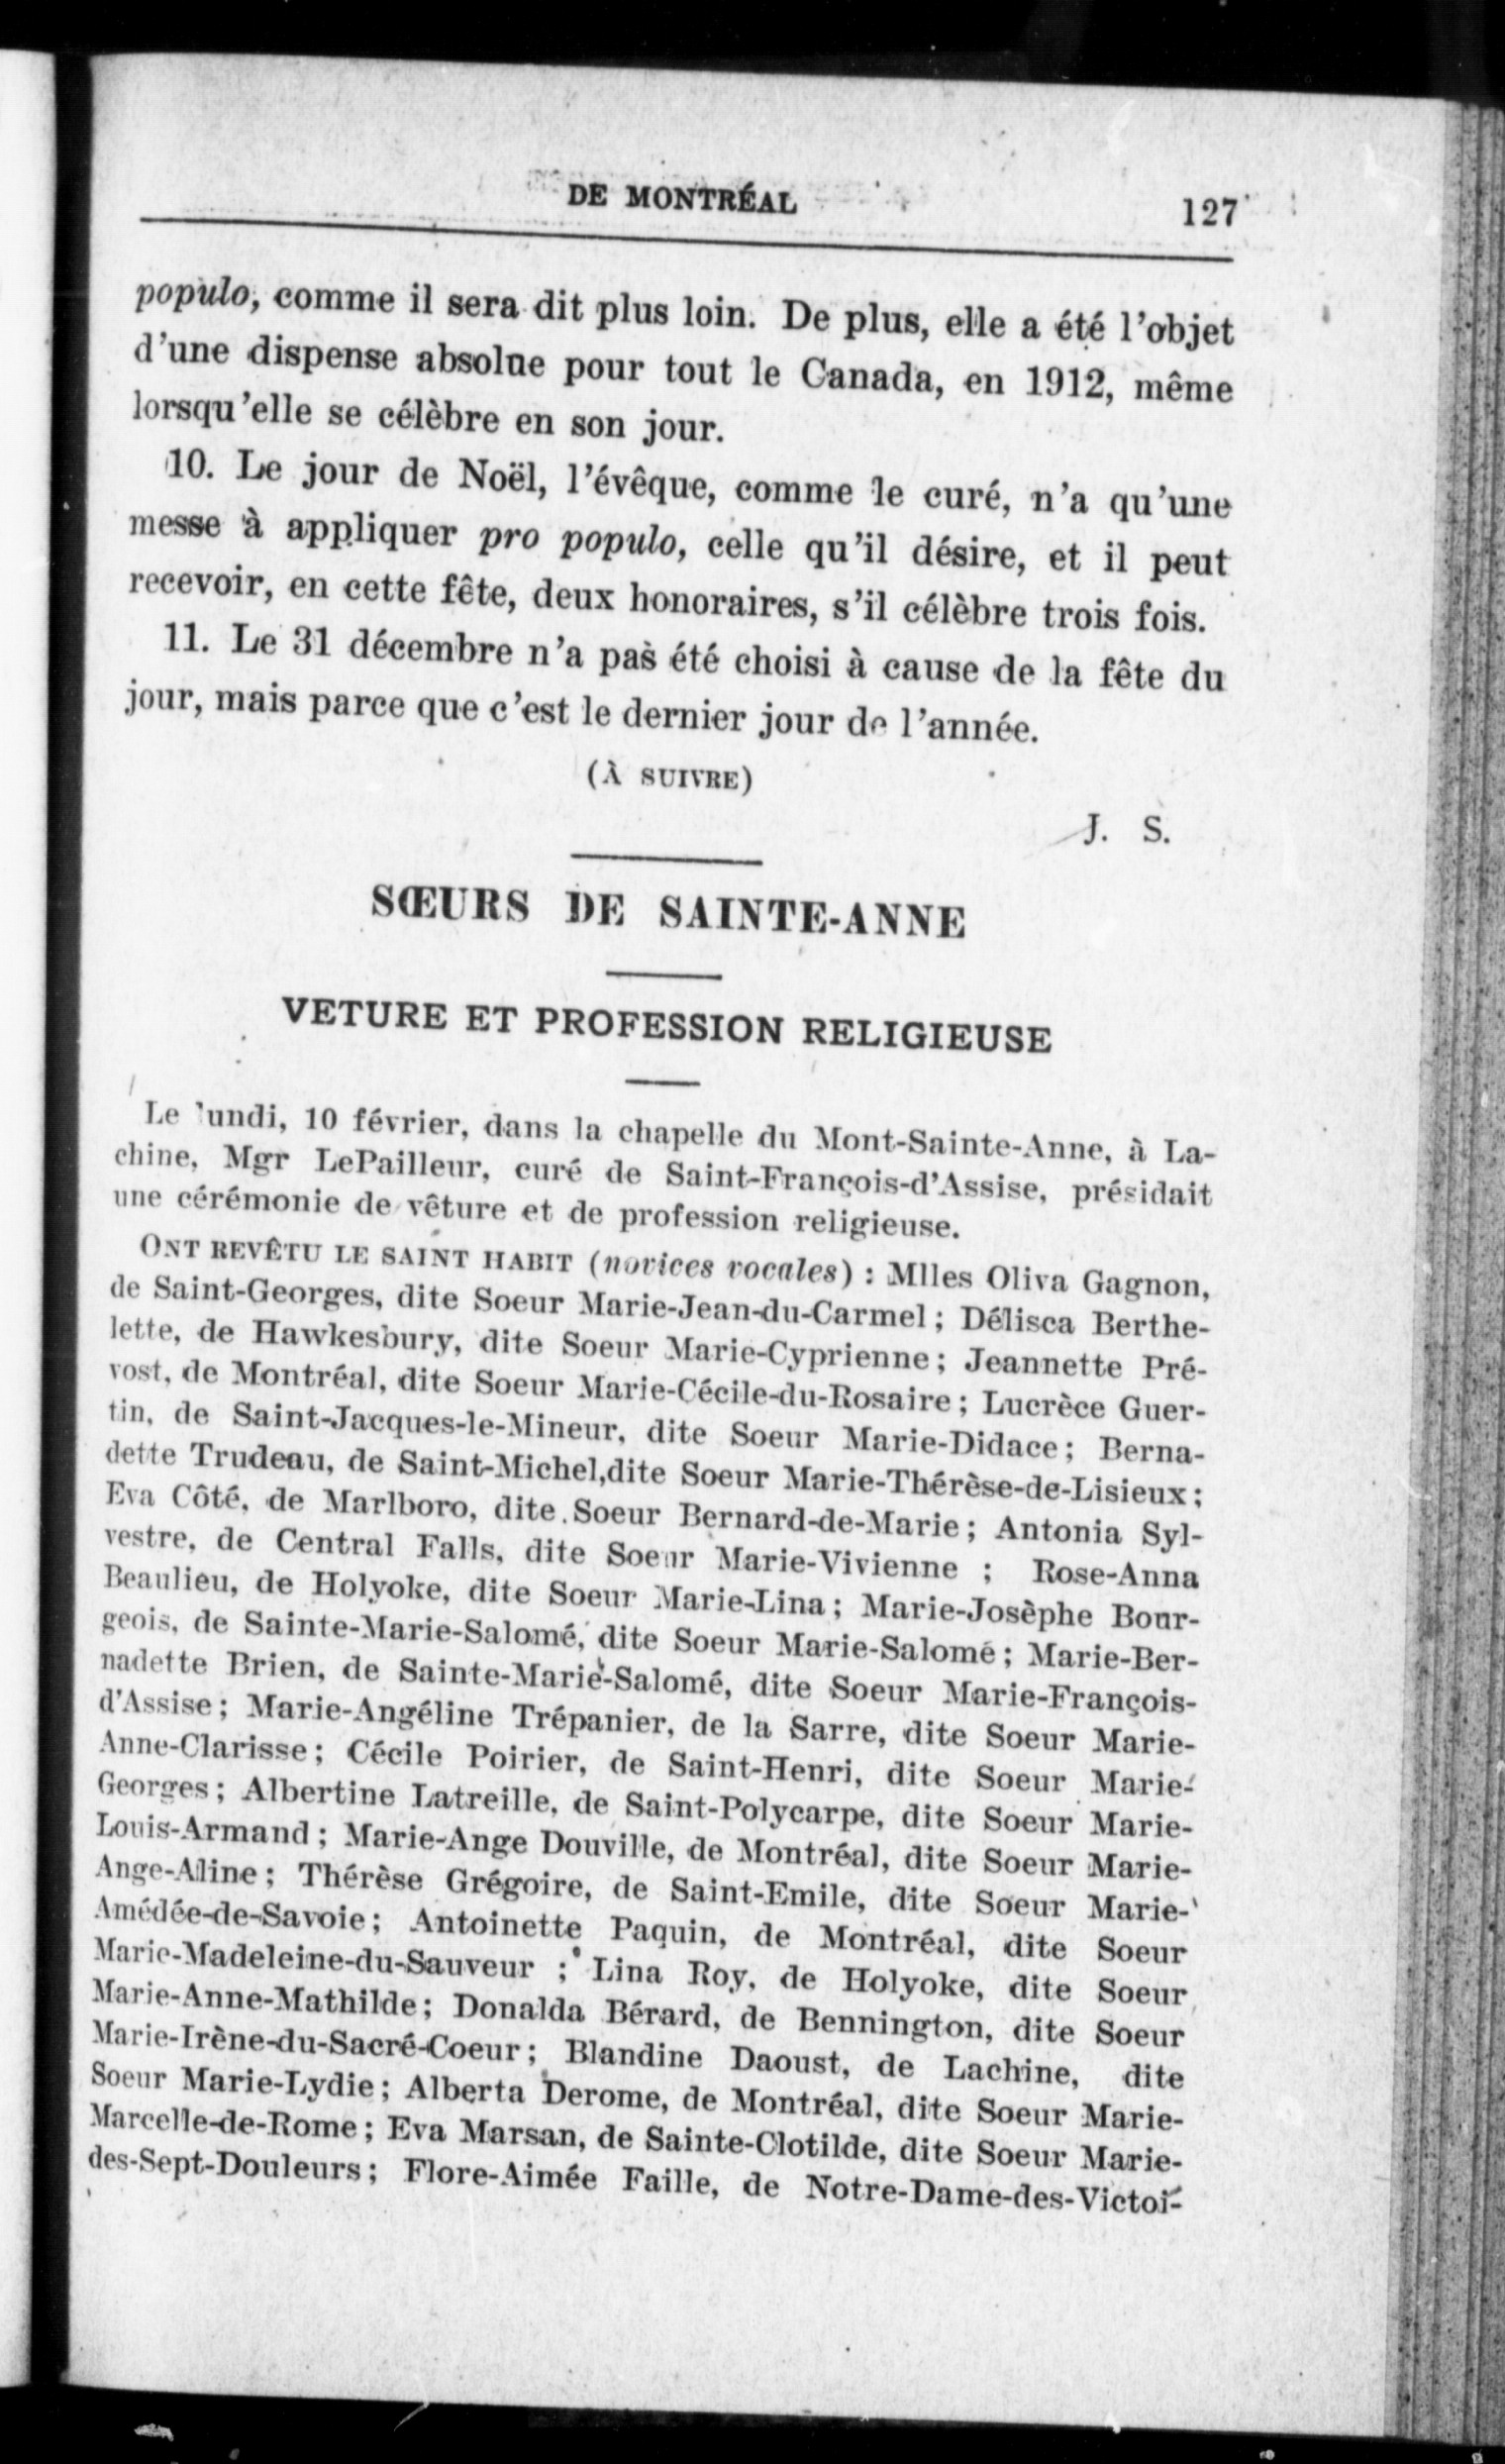 DE MONTRÉAL 127
populo, comme il sera dit plus loin. De plus, elle a été l'objet
d'une dispense absolue pour tout le Canada, en 1912, même
lorsqu'elle se célèbre en son jour.
10. Le jour de Noël, l'évêque, comme le curé, n'a qu'une
messe à appliquer pro populo, celle qu'il désire, et il peut
recevoir, en cette fête, deux honoraires, s'il célèbre trois fois.
11. Le 31 décembre n'a pas été choisi à cause de la fête du
jour, mais parce que c'est le dernier jour de l'année.
(À SUIVRE)
J. S.
SŒURS DE SAINTE-ANNE
VETURE ET PROFESSION RELIGIEUSE
Le lundi, 10 février, dans la chapelle du Mont-Sainte-Anne, à La-
chine, Mgr LePailleur, curé de Saint-François-d'Assise, présidait
une cérémonie de vêture et de profession religieuse.
ONT REVÊTU LE SAINT HABIT (novices vocales) : Mlles Oliva Gagnon,
de Saint-Georges, dite Soeur Marie-Jean-du-Carmel ; Délisca Berthe-
lette, de Hawkesbury, dite Soeur Marie-Cyprienne ; Jeannette Pré-
vost, de Montréal, dite Soeur Marie-Cécile-du-Rosaire ; Lucrèce Guer-
tin, de Saint-Jacques-le-Mineur, dite Soeur Marie-Didace ; Berna-
dette Trudeau, de Saint-Michel,dite Soeur Marie-Thérèse-de-Lisieux ;
Eva Côté, de Marlboro, dite Soeur Bernard-de-Marie ; Antonia Syl-
vestre, de Central Falls, dite Soeur Marie-Vivienne ; Rose-Anna
Beaulieu, de Holyoke, dite Soeur Marie-Lina ; Marie-Josèphe Bour-
geois, de Sainte-Marie-Salomé, dite Soeur Marie-Salomé ; Marie-Ber-
nadette Brien, de Sainte-Marie-Salomé, dite Soeur Marie-François-
d'Assise ; Marie-Angéline Trépanier, de la Sarre, dite Soeur Marie-
Anne-Clarisse ; Cécile Poirier, de Saint-Henri, dite Soeur Marie-
Georges ; Albertine Latreille, de Saint-Polycarpe, dite Soeur Marie-
Louis-Armand ; Marie-Ange Douville, de Montréal, dite Soeur Marie-
Ange-Aline ; Thérèse Grégoire, de Saint-Emile, dite Soeur Marie-
Amédée-de-Savoie ; Antoinette Paquin, de Montréal, dite Soeur
Marie-Madeleine-du-Sauveur ; Lina Roy, de Holyoke, dite Soeur
Marie-Anne-Mathilde ; Donalda Bérard, de Bennington, dite Soeur
Marie-Irène-du-Sacré-Coeur ; Blandine Daoust, de Lachine, dite
Soeur Marie-Lydie ; Alberta Derome, de Montréal, dite Soeur Marie-
Marcelle-de-Rome ; Eva Marsan, de Sainte-Clotilde, dite Soeur Marie-
des-Sept-Douleurs ; Flore-Aimée Faille, de Notre-Dame-des-Victoi-